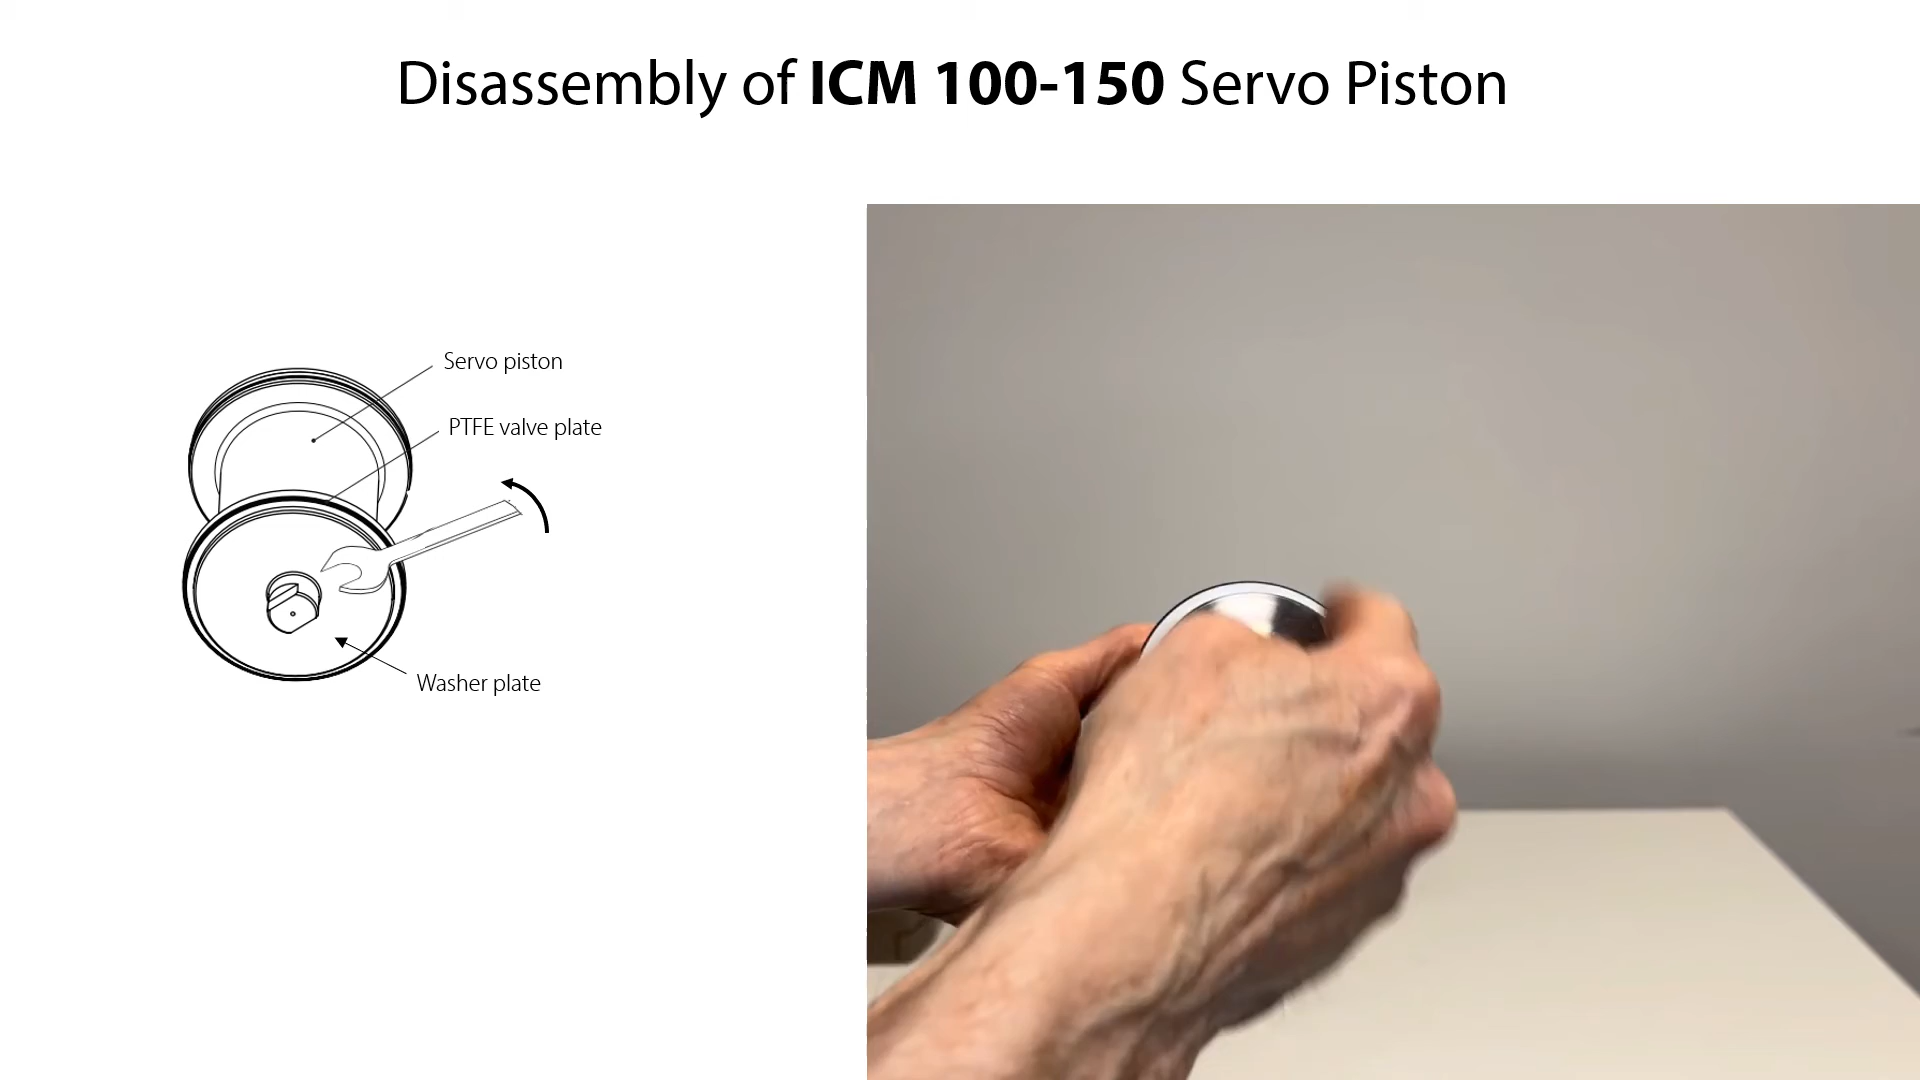 Disassembly of ICM 100-150 Servo Piston
Servo piston
PTFE valve plate
Washer plate